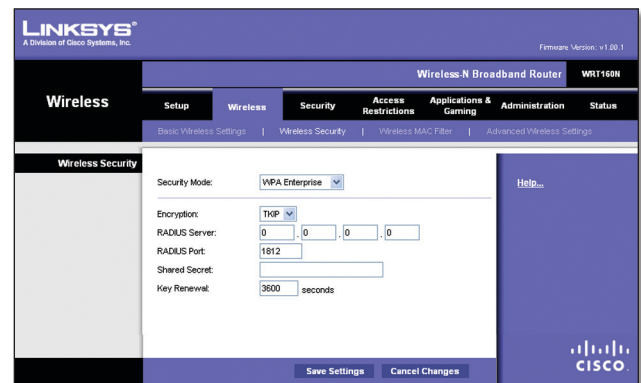 LINKSYS®
A Division of Cisco Systems, Inc.
Firmware Version: v1.00.1
Wireless-N Broadband Router WRT160N
Wireless
Setup Wireless Security Access Restrictions Applications & Gaming Administration Status
Basic Wireless Settings | Wireless Security | Wireless MAC Filter | Advanced Wireless Settings
Wireless Security
Security Mode: WPA Enterprise
Help...
Encryption: TKIP
RADIUS Server: 0 . 0 . 0 . 0
RADIUS Port: 1812
Shared Secret:
Key Renewal: 3600 seconds
Save Settings Cancel Changes
CISCO